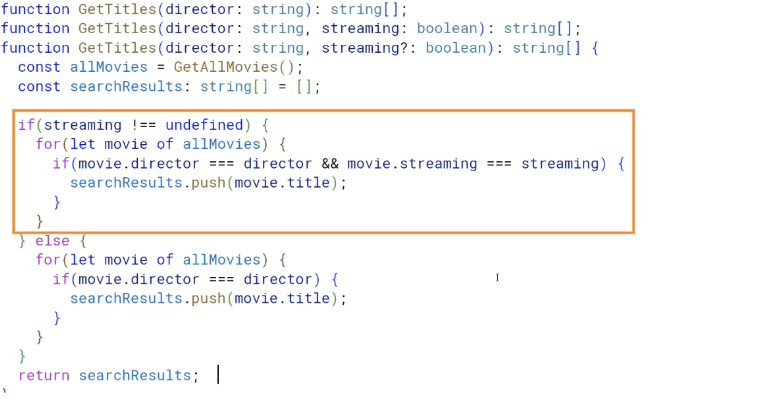 function GetTitles(director: string): string[];
function GetTitles(director: string, streaming: boolean): string[];
function GetTitles(director: string, streaming?: boolean): string[] {
  const allMovies = GetAllMovies();
  const searchResults: string[] = [];

  if(streaming !== undefined) {
    for(let movie of allMovies) {
      if(movie.director === director && movie.streaming === streaming) {
        searchResults.push(movie.title);
      }
    }
  } else {
    for(let movie of allMovies) {
      if(movie.director === director) {
        searchResults.push(movie.title);
      }
    }
  }
  return searchResults;
}